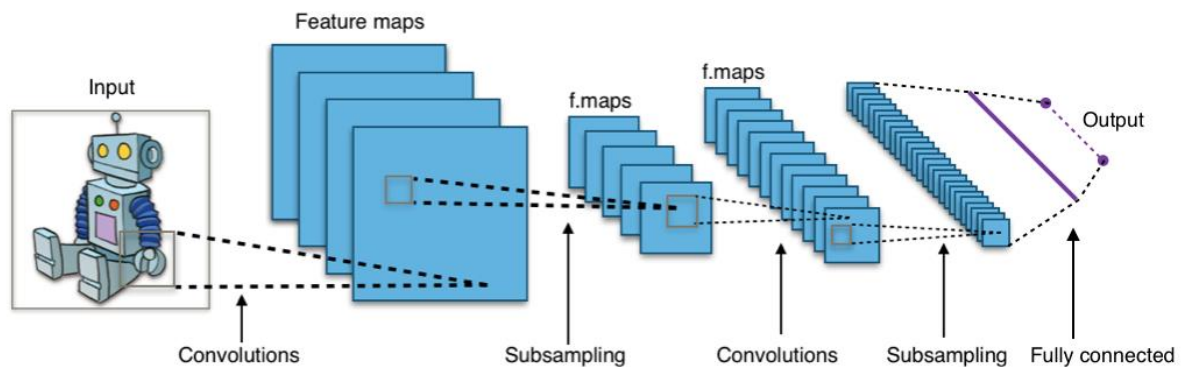 Feature maps
f.maps
Input
f.maps
Output
Convolutions
Subsampling
Convolutions
Subsampling
Fully connected